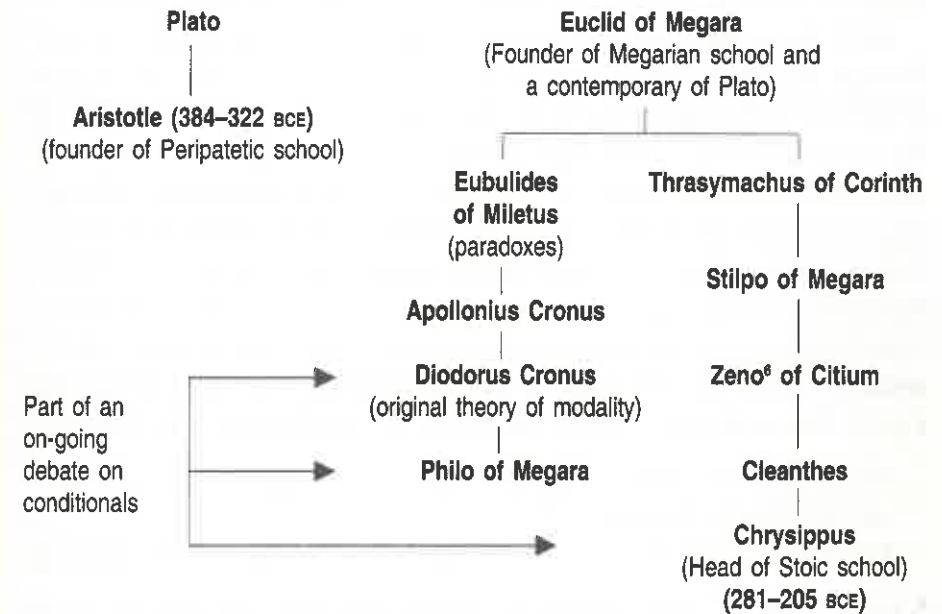 Plato
Aristotle (384–322 BCE)
(founder of Peripatetic school)
Euclid of Megara
(Founder of Megarian school and
a contemporary of Plato)
Eubulides
of Miletus
(paradoxes)
Apollonius Cronus
Diodorus Cronus
(original theory of modality)
Philo of Megara
Thrasymachus of Corinth
Stilpo of Megara
Zeno⁶ of Citium
Cleanthes
Chrysippus
(Head of Stoic school)
(281–205 BCE)
Part of an
on-going
debate on
conditionals